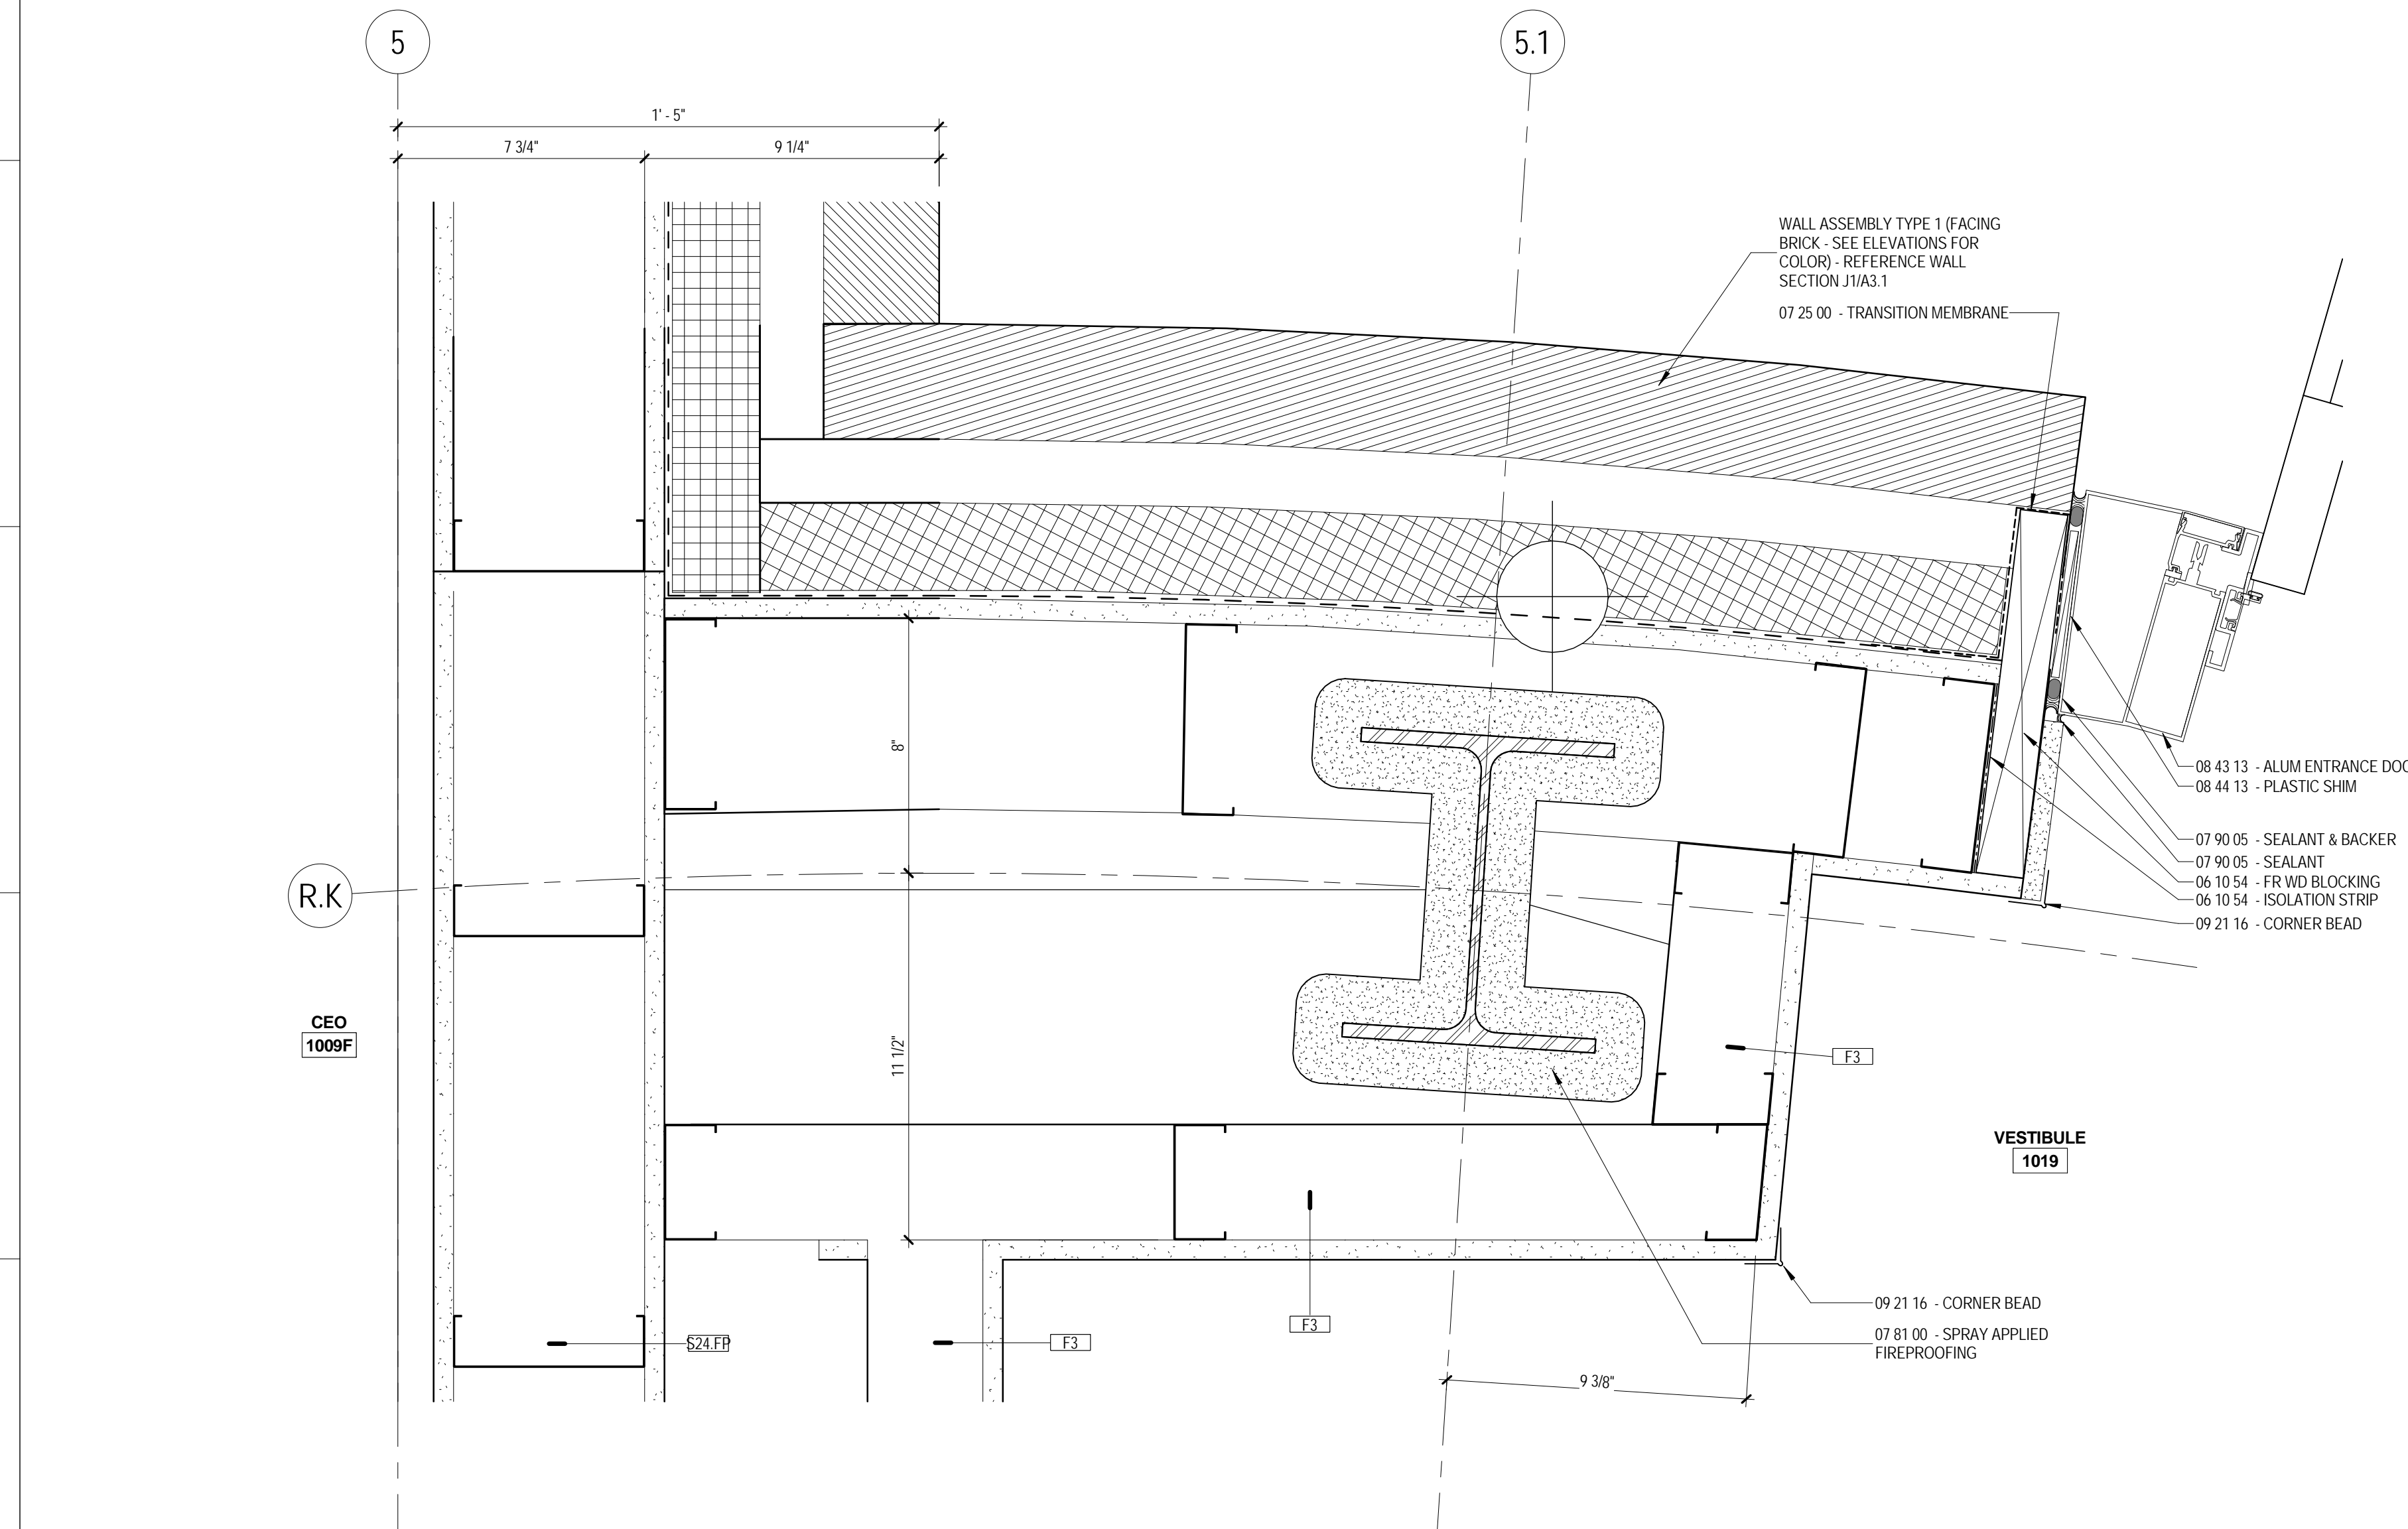 5
5.1
1' - 5"
7 3/4"
9 1/4"
WALL ASSEMBLY TYPE 1 (FACING
BRICK - SEE ELEVATIONS FOR
COLOR) - REFERENCE WALL
SECTION J1/A3.1
07 25 00 - TRANSITION MEMBRANE
8"
08 43 13 - ALUM ENTRANCE DOO
08 44 13 - PLASTIC SHIM
07 90 05 - SEALANT & BACKER
07 90 05 - SEALANT
06 10 54 - FR WD BLOCKING
06 10 54 - ISOLATION STRIP
09 21 16 - CORNER BEAD
R.K
CEO
1009F
11 1/2"
F3
VESTIBULE
1019
09 21 16 - CORNER BEAD
07 81 00 - SPRAY APPLIED
FIREPROOFING
S24.FP
F3
F3
9 3/8"